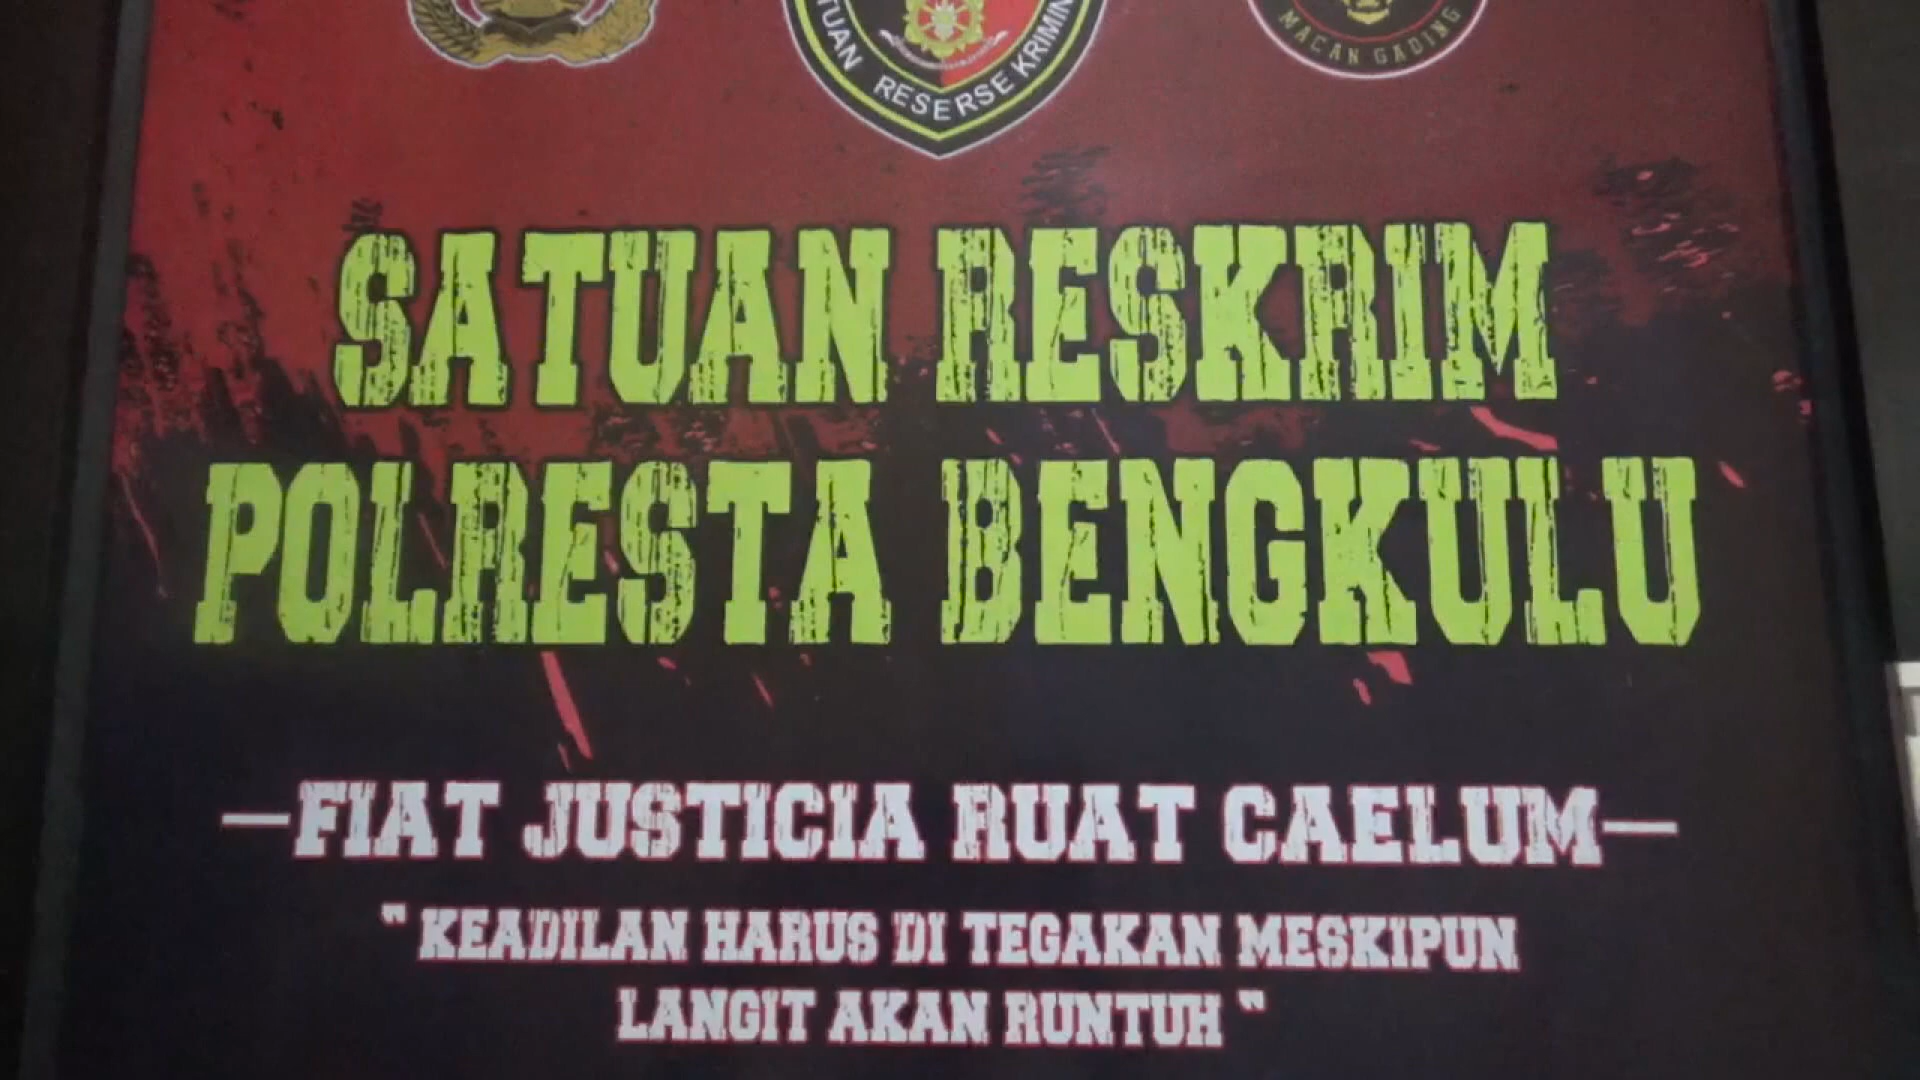 RESERSE
MACAN GADING
SATUAN RESKRIM
POLRESTA BENGKULU
—FIAT JUSTICIA RUAT CAELUM—
" KEADILAN HARUS DI TEGAKAN MESKIPUN
LANGIT AKAN RUNTUH "